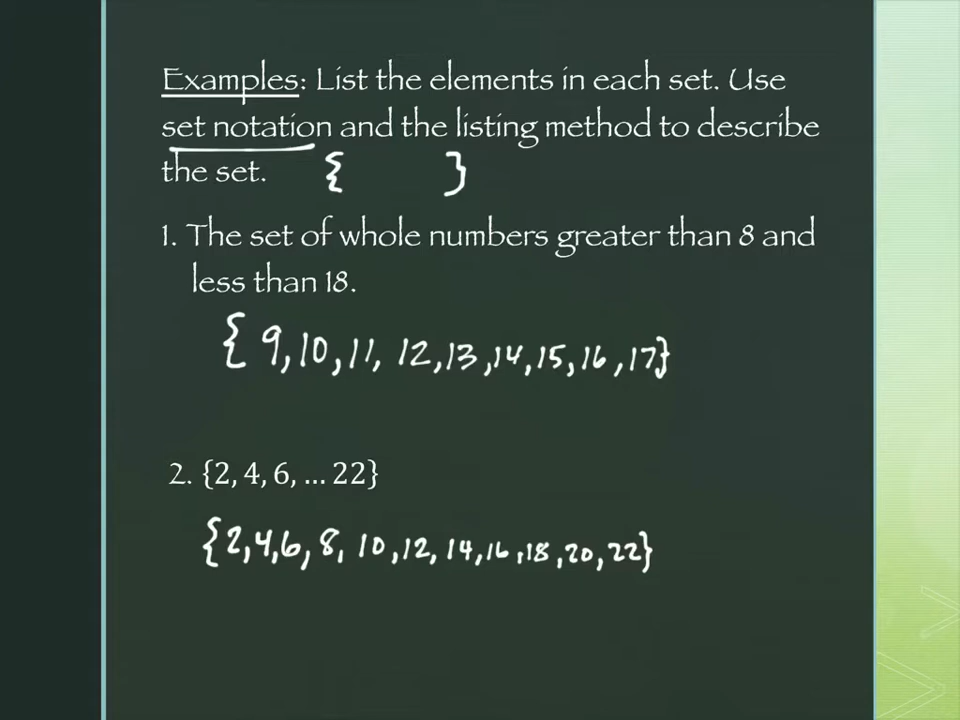 Examples: List the elements in each set. Use
set notation and the listing method to describe
the set. { }
1. The set of whole numbers greater than 8 and
less than 18.
{ 9, 10, 11, 12, 13, 14, 15, 16, 17}
2. {2, 4, 6, ... 22}
{2, 4, 6, 8, 10, 12, 14, 16, 18, 20, 22}